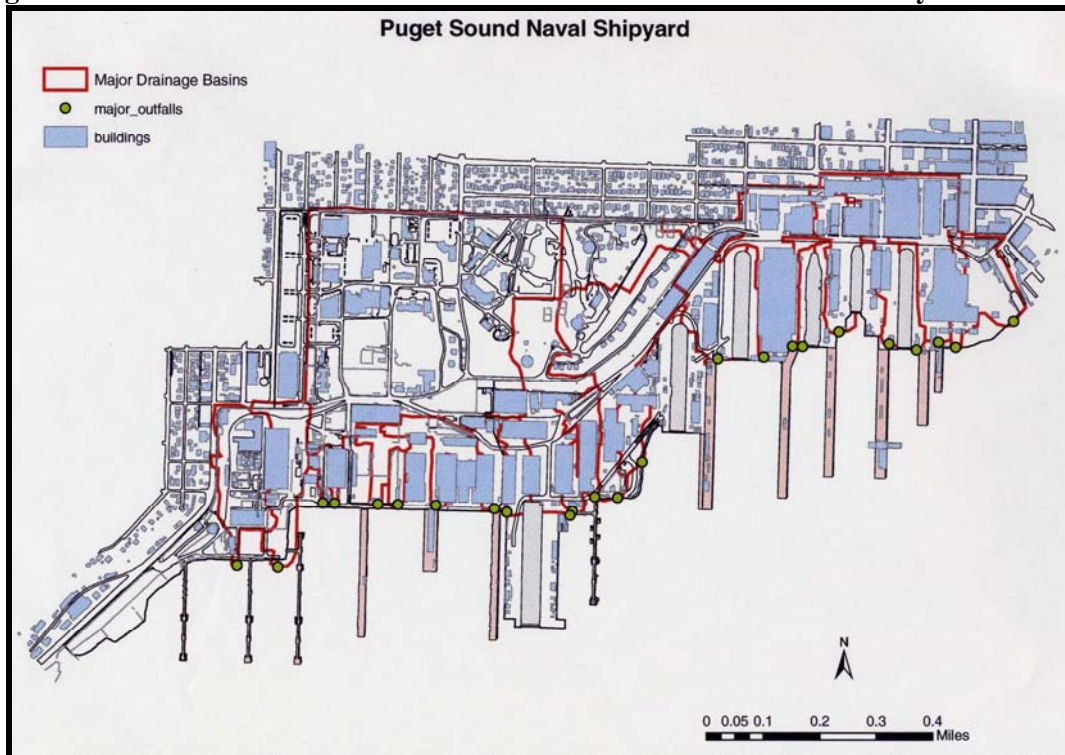 Puget Sound Naval Shipyard
Major Drainage Basins
major_outfalls
buildings
N
0 0.05 0.1 0.2 0.3 0.4
Miles